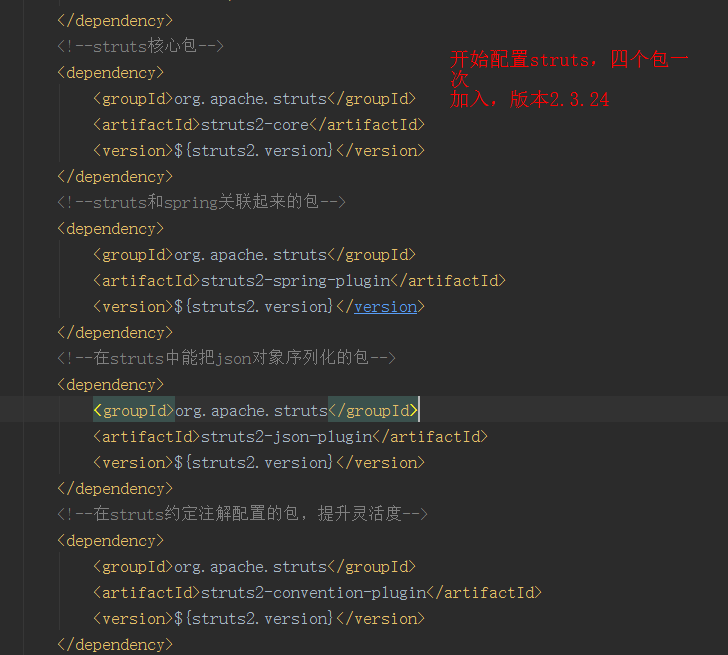 </dependency>
<!--struts核心包-->
<dependency>
<groupId>org.apache.struts</groupId>
<artifactId>struts2-core</artifactId>
<version>${struts2.version}</version>
</dependency>
<!--struts和spring关联起来的包-->
<dependency>
<groupId>org.apache.struts</groupId>
<artifactId>struts2-spring-plugin</artifactId>
<version>${struts2.version}</version>
</dependency>
<!--在struts中能把json对象序列化的包-->
<dependency>
<groupId>org.apache.struts</groupId>
<artifactId>struts2-json-plugin</artifactId>
<version>${struts2.version}</version>
</dependency>
<!--在struts约定注解配置的包，提升灵活度-->
<dependency>
<groupId>org.apache.struts</groupId>
<artifactId>struts2-convention-plugin</artifactId>
<version>${struts2.version}</version>
</dependency>
开始配置struts，四个包一
次
加入，版本2.3.24